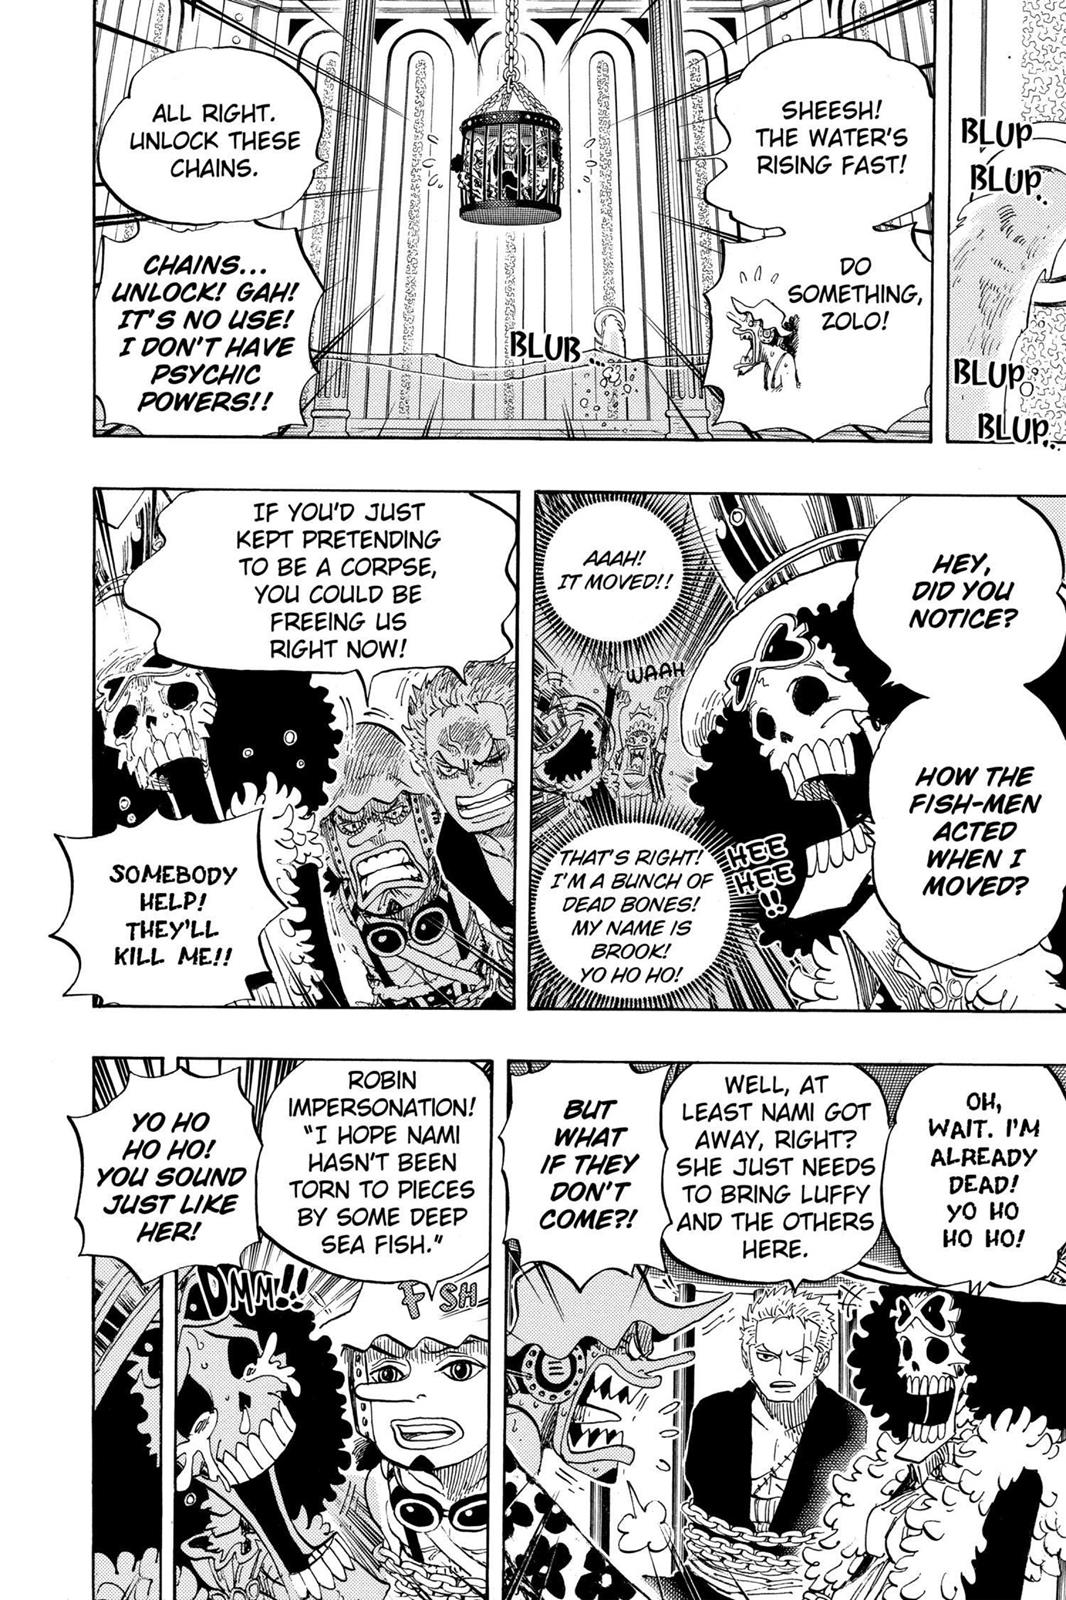 BLUP
BLUP...
BLUP
BLUP...
SHEESH!
THE WATER'S
RISING FAST!
DO
SOMETHING,
ZOLO!
BLUB...
ALL RIGHT.
UNLOCK THESE
CHAINS.
CHAINS...
UNLOCK! GAH!
IT'S NO USE!
I DON'T HAVE
PSYCHIC
POWERS!!
HEY,
DID YOU
NOTICE?
HOW THE
FISH-MEN
ACTED
WHEN I
MOVED?
AAAH!
IT MOVED!!
WAAH
THAT'S RIGHT!
I'M A BUNCH OF
DEAD BONES!
MY NAME IS
BROOK!
YO HO HO!
HEE
HEE
!!
IF YOU'D JUST
KEPT PRETENDING
TO BE A CORPSE,
YOU COULD BE
FREEING US
RIGHT NOW!
SOMEBODY
HELP!
THEY'LL
KILL ME!!
OH,
WAIT. I'M
ALREADY
DEAD!
YO HO
HO HO!
WELL, AT
LEAST NAMI GOT
AWAY, RIGHT?
SHE JUST NEEDS
TO BRING LUFFY
AND THE OTHERS
HERE.
BUT
WHAT
IF THEY
DON'T
COME?!
ROBIN
IMPERSONATION!
"I HOPE NAMI
HASN'T BEEN
TORN TO PIECES
BY SOME DEEP
SEA FISH."
FWSH
YO HO
HO HO!
YOU SOUND
JUST LIKE
HER!
DMM!!